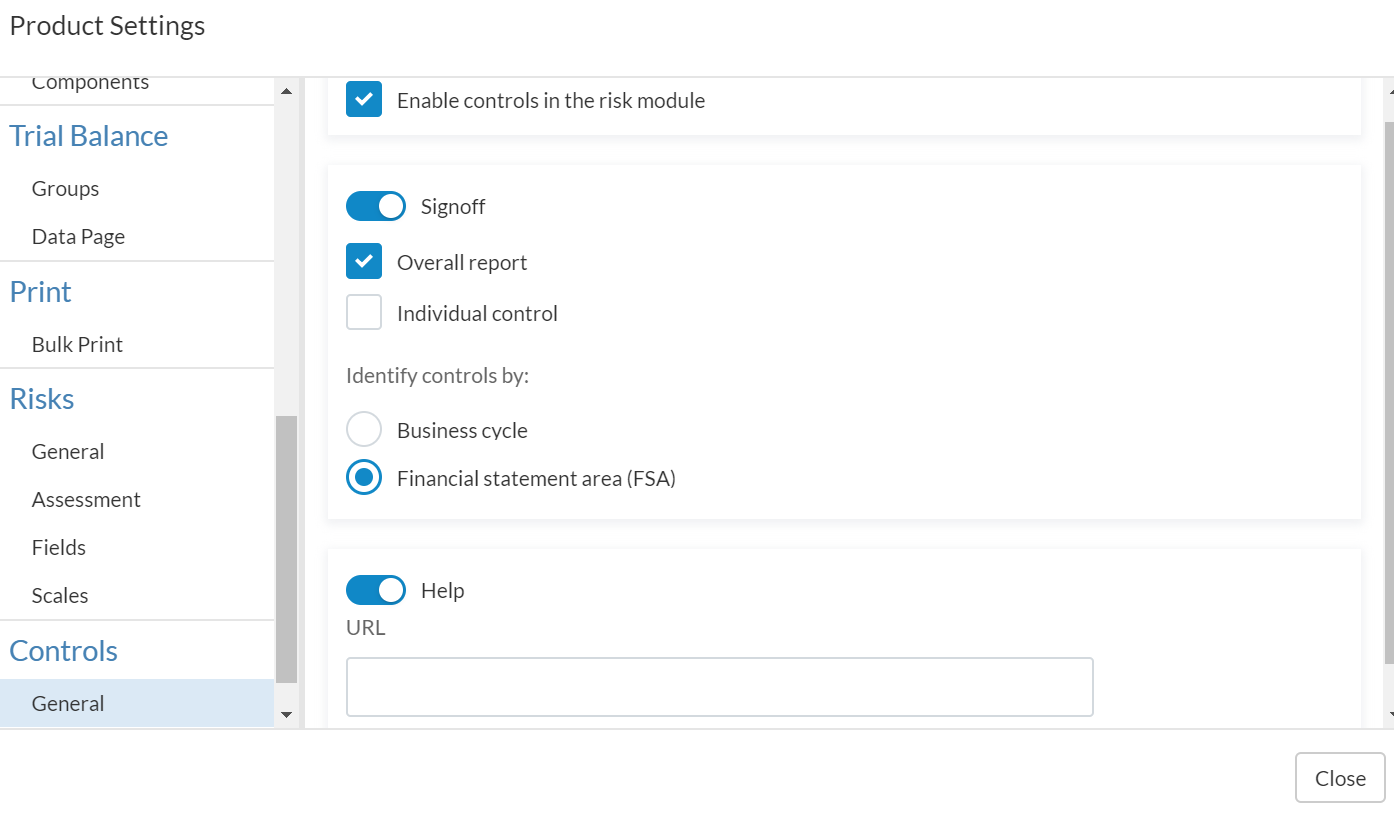 Product Settings
Components
Trial Balance
Groups
Data Page
Print
Bulk Print
Risks
General
Assessment
Fields
Scales
Controls
General
Enable controls in the risk module
Signoff
Overall report
Individual control
Identify controls by:
Business cycle
Financial statement area (FSA)
Help
URL
Close